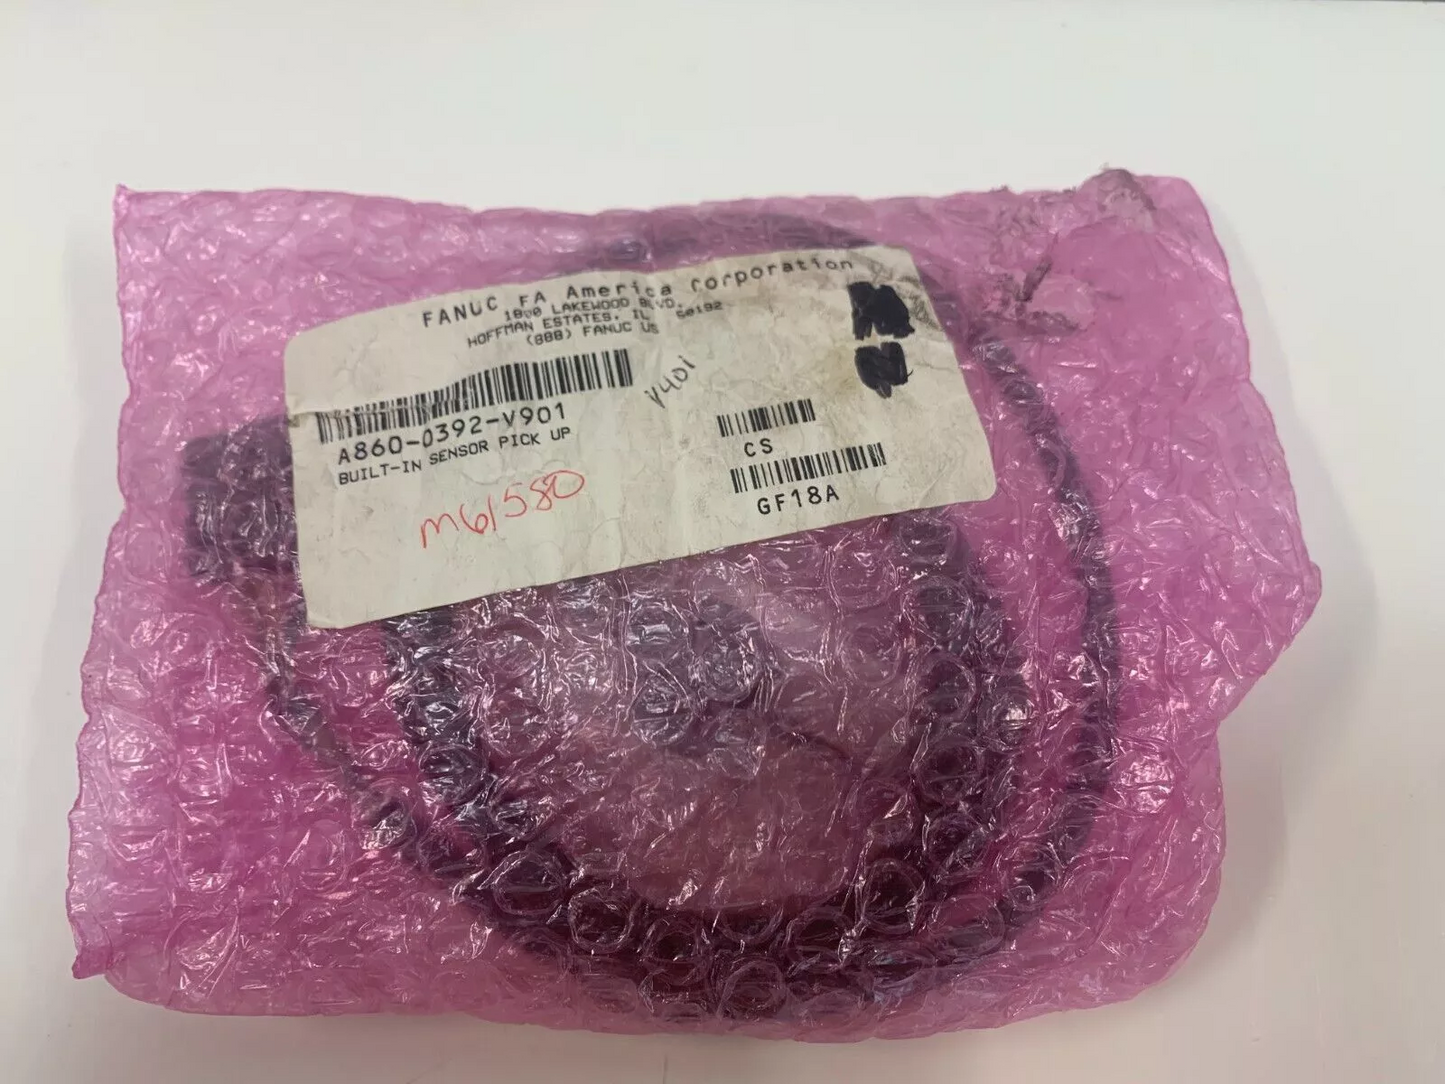 FANUC FA America Corporation
1800 LAKEWOOD BLVD.
HOFFMAN ESTATES, IL 60192
(888) FANUC US
V401
A860-0392-V901
BUILT-IN SENSOR PICK UP
M61580
CS
GF18A